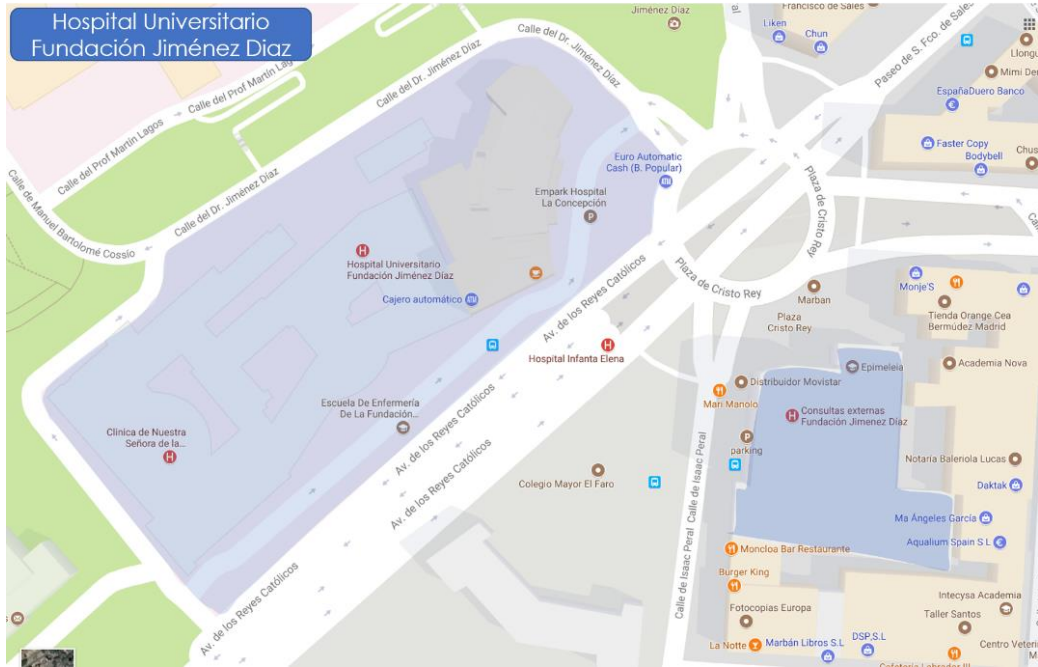 Hospital Universitario
Fundación Jiménez Diaz
Jiménez Díaz
Francisco de Sales
Liken
Chun
Paseo de S. Fco. de Sales
Mimi
EspañaDuero Banco
Faster Copy
Bodybell
Calle del Dr. Jiménez Díaz
Calle del Dr. Jiménez Díaz
Calle del Dr. Jiménez Díaz
Calle del Prof Martín Lagos
Calle del Prof Martín Lagos
Calle de Manuel Bartolomé Cossío
Euro Automatic
Cash (B. Popular)
Empark Hospital
La Concepción
P
Plaza de Cristo Rey
Plaza de Cristo Rey
H
Hospital Universitario
Fundación Jiménez Díaz
Cajero automático
ATM
Av. de los Reyes Católicos
Hospital Infanta Elena
H
Marban
Plaza
Cristo Rey
Monje'S
Tienda Orange Cea
Bermúdez Madrid
Epimeleia
Academia Nova
Distribuidor Movistar
Mari Manolo
H
Consultas externas
Fundación Jimenez Díaz
Escuela De Enfermería
De La Fundación...
Clinica de Nuestra
Señora de la...
H
Av. de los Reyes Católicos
Av. de los Reyes Católicos
Av. de los Reyes Católicos
Av. de los Reyes Católicos
P
parking
Colegio Mayor El Faro
Calle de Isaac Peral
Calle de Isaac Peral
Notaría Baleriola Lucas
Daktak
Ma Ángeles García
Aqualium Spain S L
Moncloa Bar Restaurante
Burger King
Fotocopias Europa
Intecysa Academia
Taller Santos
La Notte
Marbán Libros S.L
DSP,S.L
Centro
Cafetería Labrador III